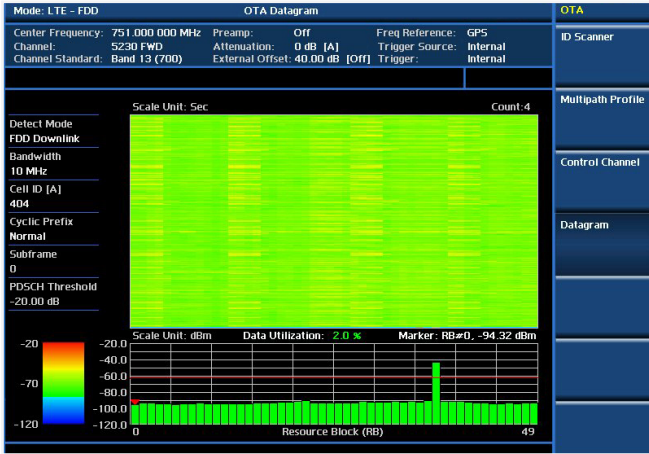 Mode: LTE - FDD OTA Datagram OTA
Center Frequency: 751.000 000 MHz Preamp: Off Freq Reference: GPS
Channel: 5230 FWD Attenuation: 0 dB [A] Trigger Source: Internal
Channel Standard: Band 13 (700) External Offset: 40.00 dB [Off] Trigger: Internal
ID Scanner
Multipath Profile
Control Channel
Datagram
Scale Unit: Sec Count:4
Detect Mode
FDD Downlink
Bandwidth
10 MHz
Cell ID [A]
404
Cyclic Prefix
Normal
Subframe
0
PDSCH Threshold
-20.00 dB
Scale Unit: dBm Data Utilization: 2.0 % Marker: RB#0, -94.32 dBm
-20
-70
-120
-20.0
-40.0
-60.0
-80.0
-100.0
-120.0
0 Resource Block (RB) 49